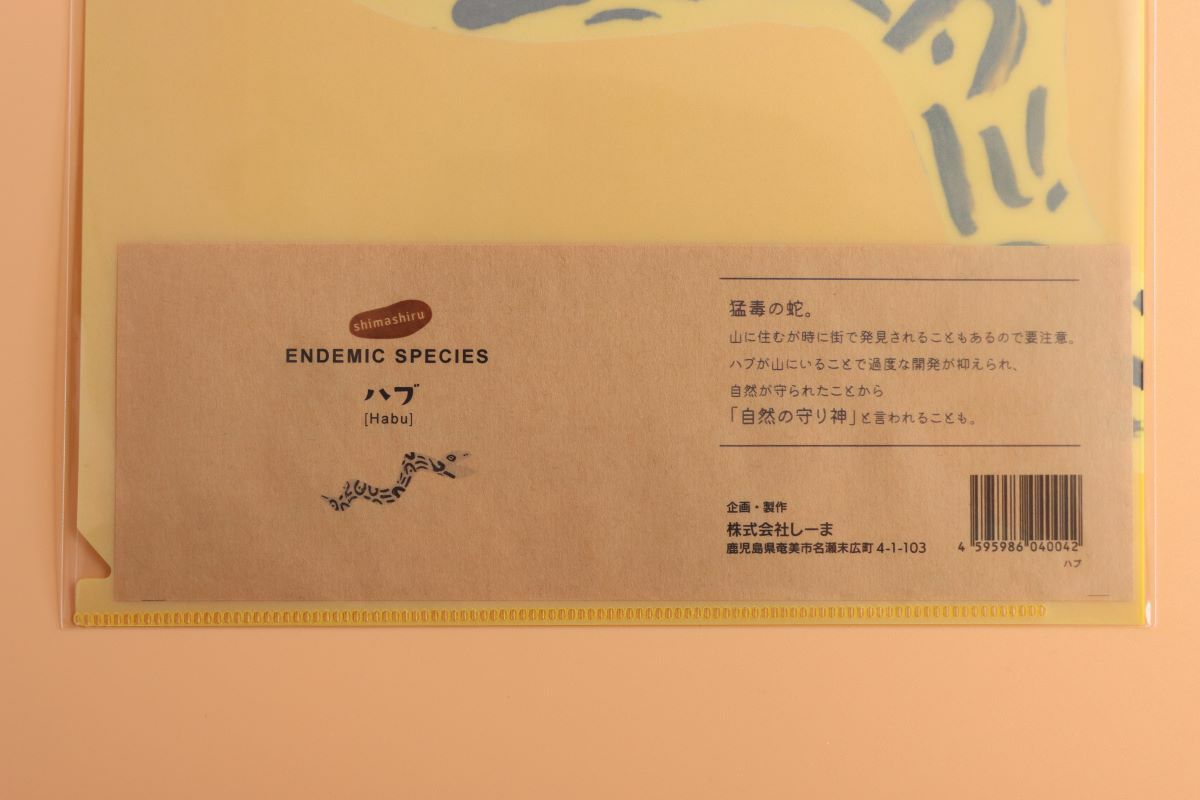 shimashiru
ENDEMIC SPECIES
ハブ
[Habu]
猛毒の蛇。
山に住むが時に街で発見されることもあるので要注意。
ハブが山にいることで過度な開発が抑えられ、
自然が守られたことから
「自然の守り神」と言われることも。
企画・製作
株式会社しーま
鹿児島県奄美市名瀬末広町4-1-103
4 595986 040042
ハブ